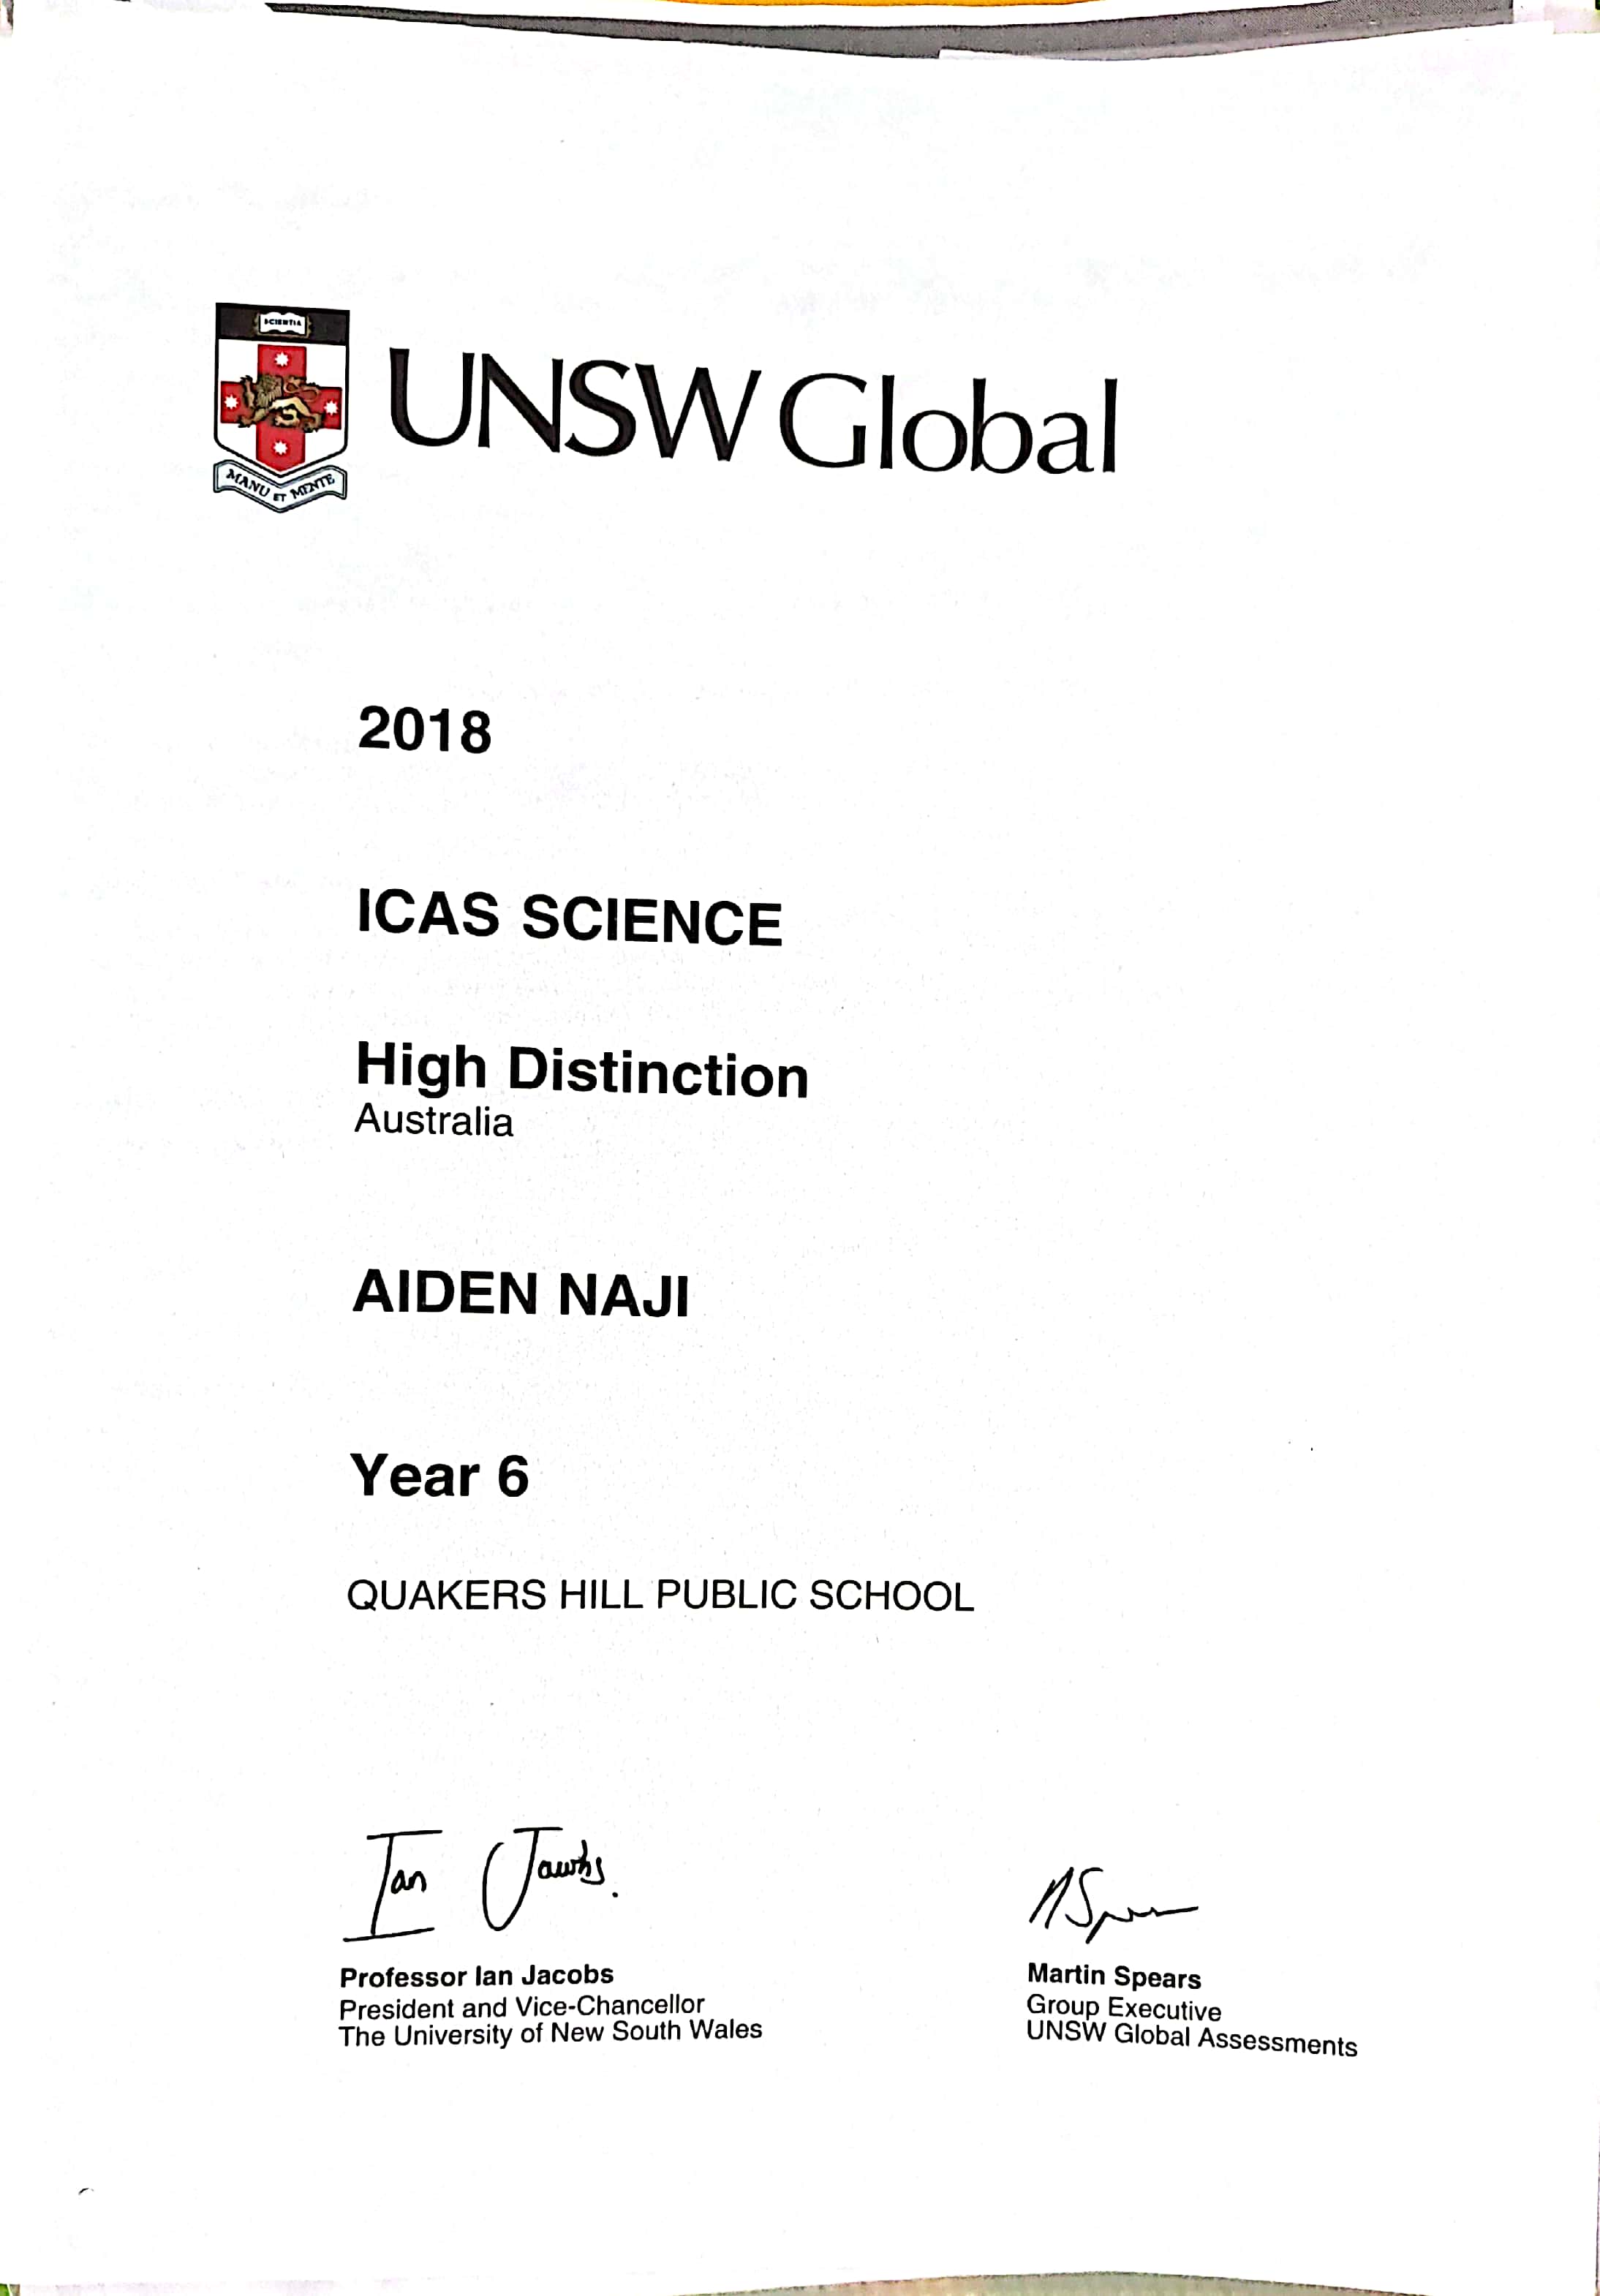 SCIENTIA
MANU ET MENTE
UNSW Global
2018
ICAS SCIENCE
High Distinction
Australia
AIDEN NAJI
Year 6
QUAKERS HILL PUBLIC SCHOOL
Ian Jacobs.
M Spears
Professor Ian Jacobs
President and Vice-Chancellor
The University of New South Wales
Martin Spears
Group Executive
UNSW Global Assessments